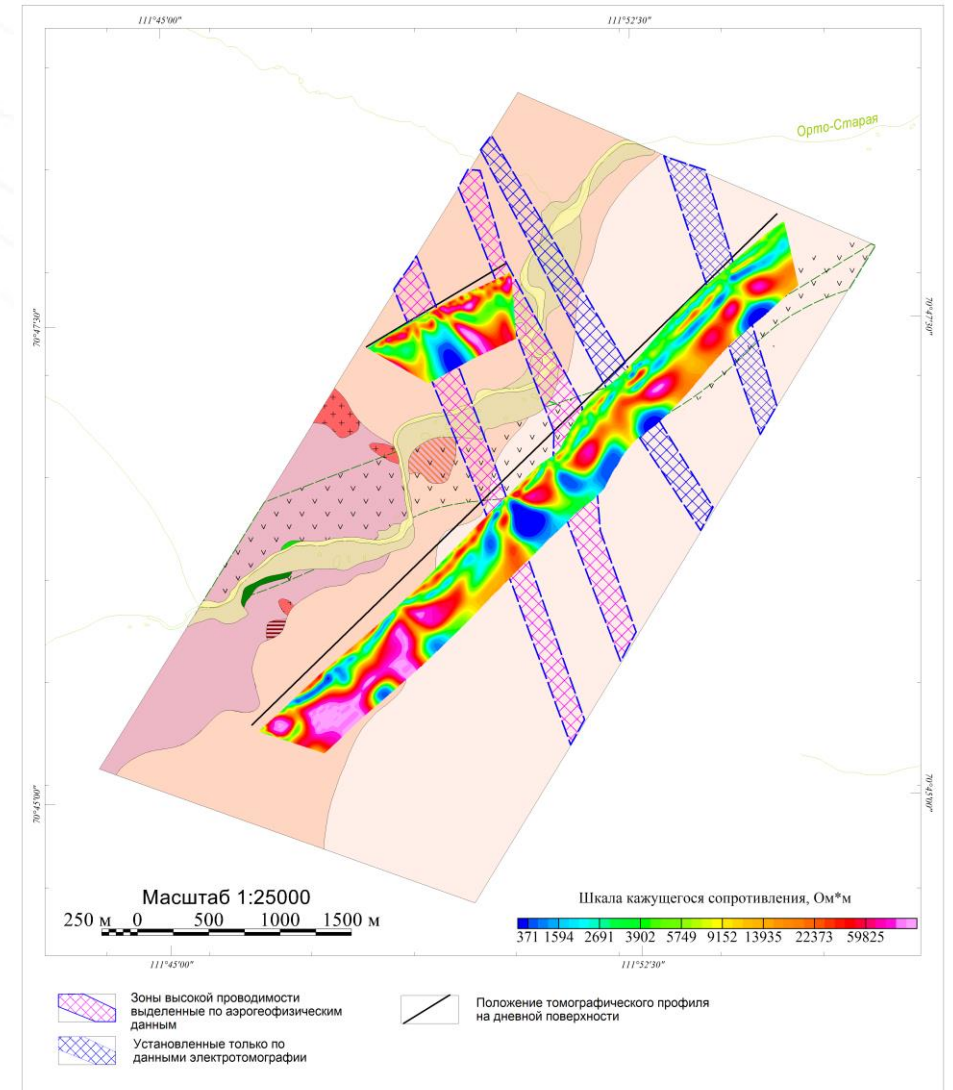 111°45'00"
111°52'30"
Орто-Старая
70°47'30"
70°47'30"
70°45'00"
70°45'00"
Масштаб 1:25000
250 м 0 500 1000 1500 м
Шкала кажущегося сопротивления, Ом*м
371 1594 2691 3902 5749 9152 13935 22373 59825
111°45'00"
111°52'30"
Зоны высокой проводимости
выделенные по аэрогеофизическим
данным
Установленные только по
данными электротомографии
Положение томографического профиля
на дневной поверхности